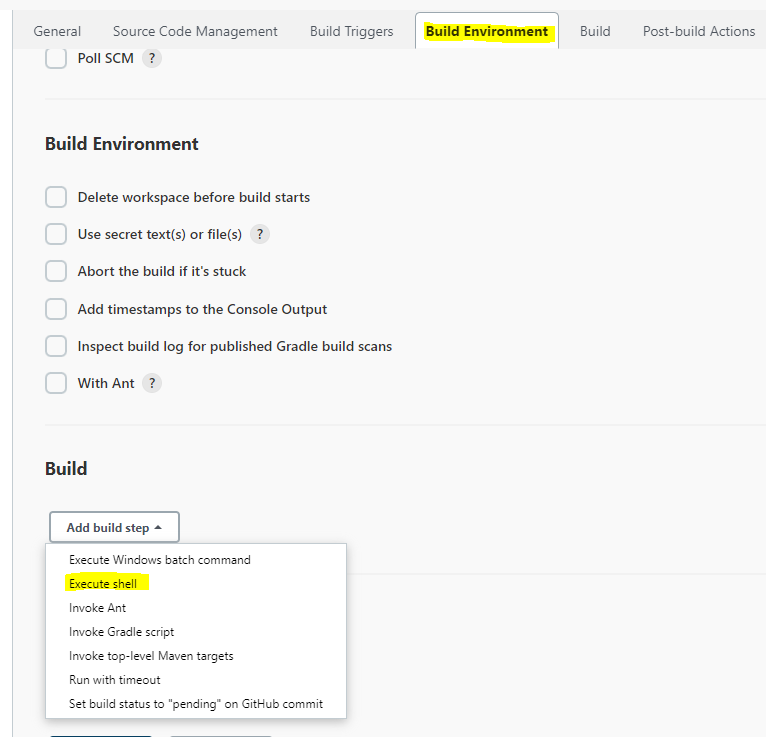 General Source Code Management Build Triggers Build Environment Build Post-build Actions
Poll SCM ?
Build Environment
Delete workspace before build starts
Use secret text(s) or file(s) ?
Abort the build if it's stuck
Add timestamps to the Console Output
Inspect build log for published Gradle build scans
With Ant ?
Build
Add build step
Execute Windows batch command
Execute shell
Invoke Ant
Invoke Gradle script
Invoke top-level Maven targets
Run with timeout
Set build status to "pending" on GitHub commit